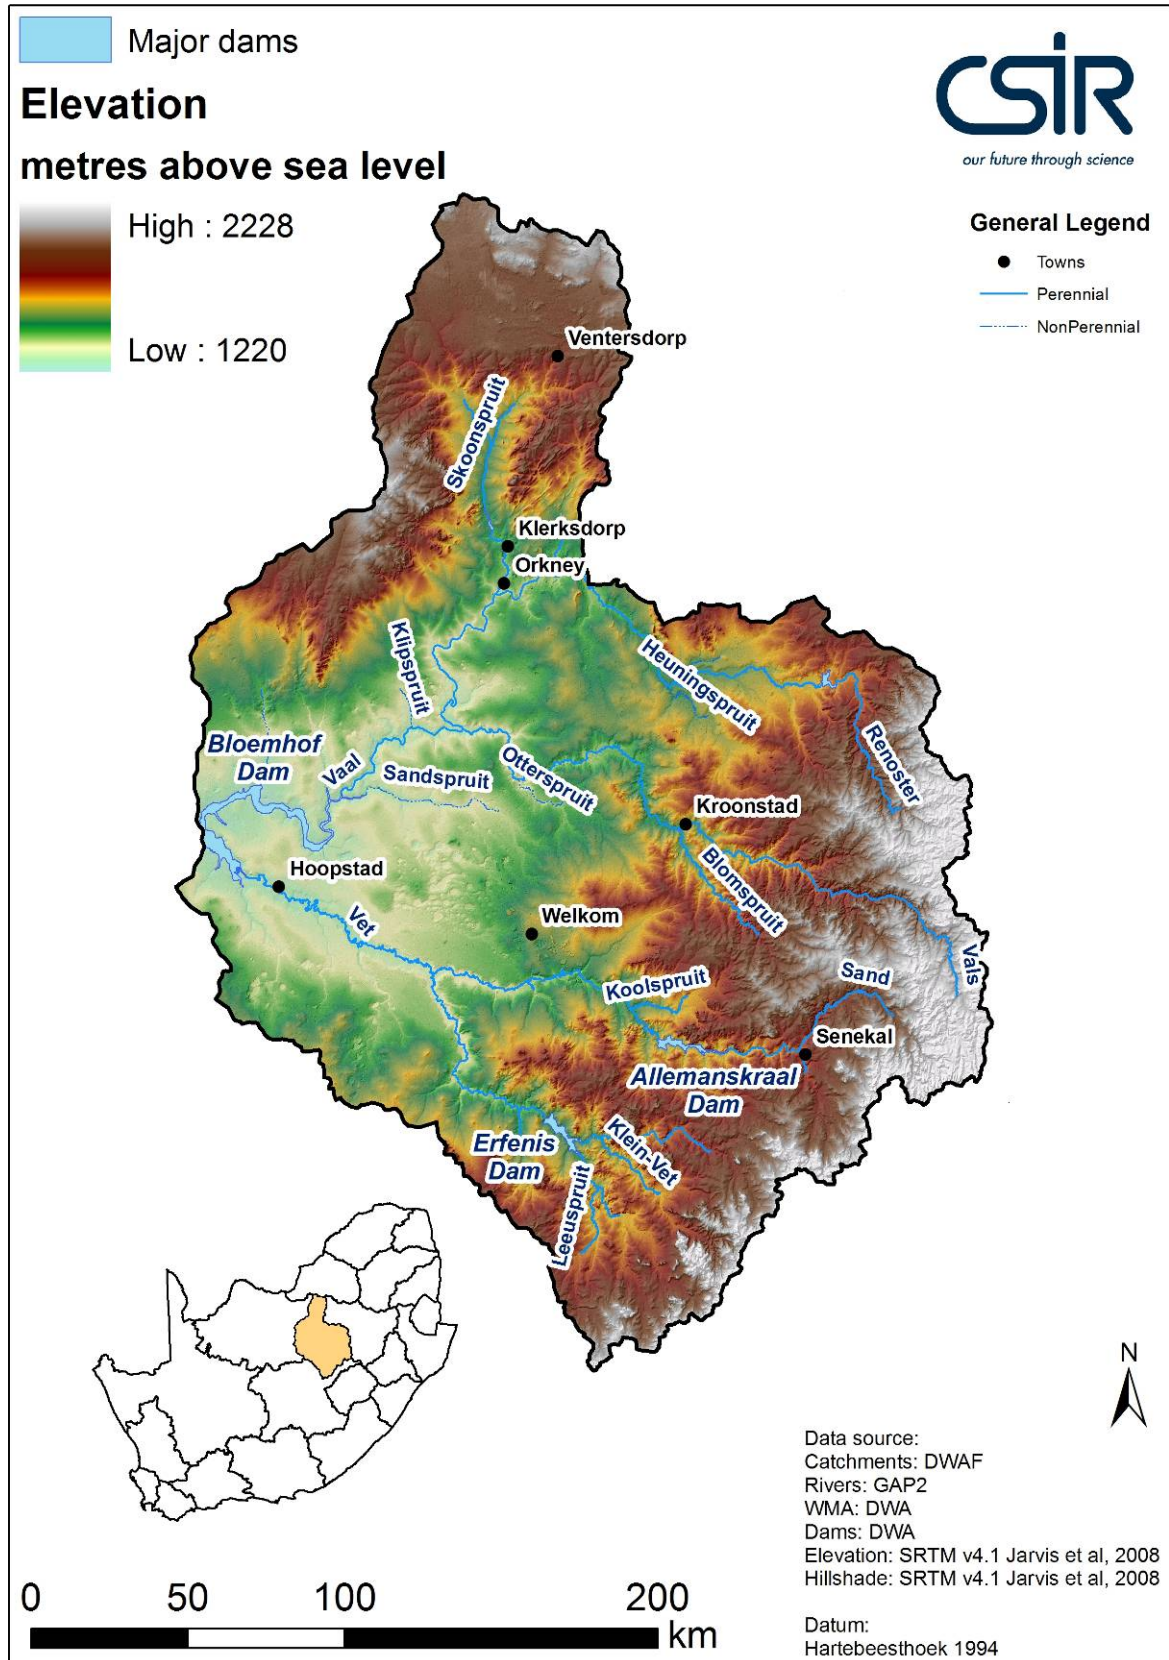 Major dams
Elevation
metres above sea level
High : 2228
Low : 1220
CSIR
our future through science
General Legend
Towns
Perennial
NonPerennial
Ventersdorp
Skoonspruit
Klerksdorp
Orkney
Klipspruit
Heuningspruit
Renoster
Bloemhof
Dam
Vaal
Sandspruit
Otterspruit
Kroonstad
Blomspruit
Hoopstad
Vet
Welkom
Koolspruit
Sand
Vals
Senekal
Allemanskraal
Dam
Erfenis
Dam
Klein-Vet
Leeuspruit
N
Data source:
Catchments: DWAF
Rivers: GAP2
WMA: DWA
Dams: DWA
Elevation: SRTM v4.1 Jarvis et al, 2008
Hillshade: SRTM v4.1 Jarvis et al, 2008
Datum:
Hartebeesthoek 1994
0 50 100 200
km